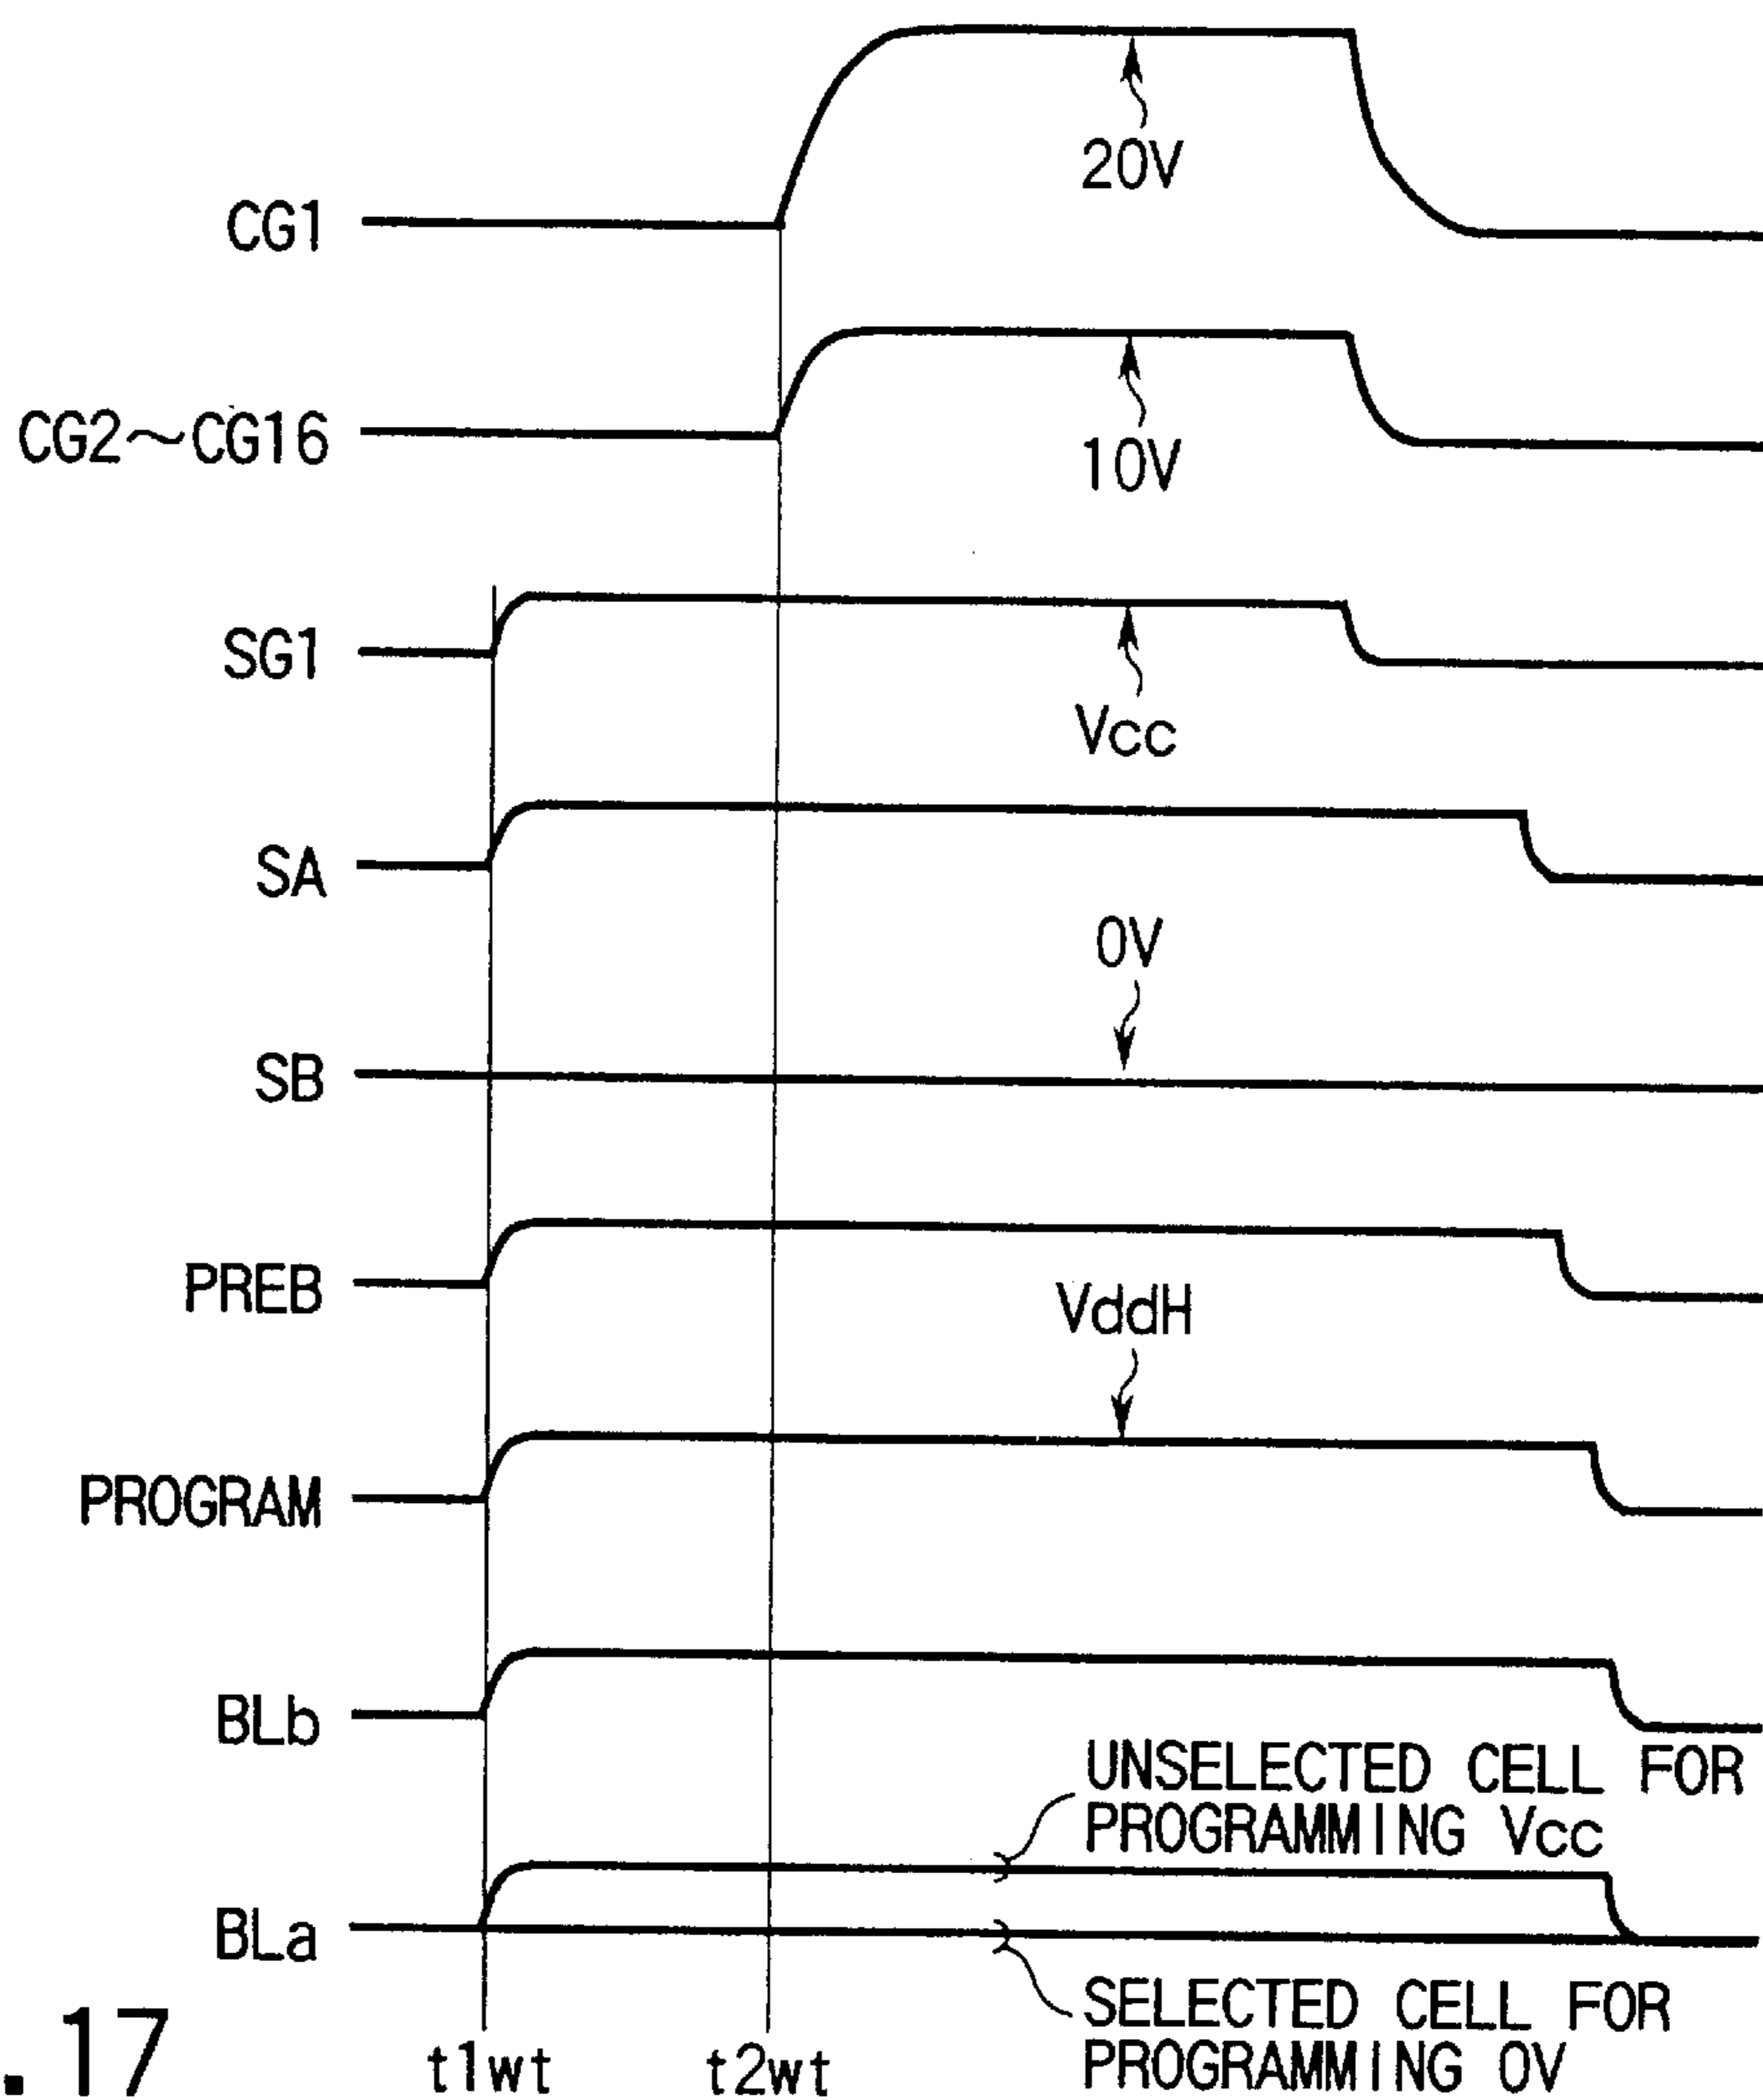 20V
CG1
CG2～CG16
10V
SG1
Vcc
SA
0V
SB
PREB
VddH
PROGRAM
BLb
UNSELECTED CELL FOR
PROGRAMMING Vcc
BLa
SELECTED CELL FOR
PROGRAMMING 0V
.17
t1wt
t2wt